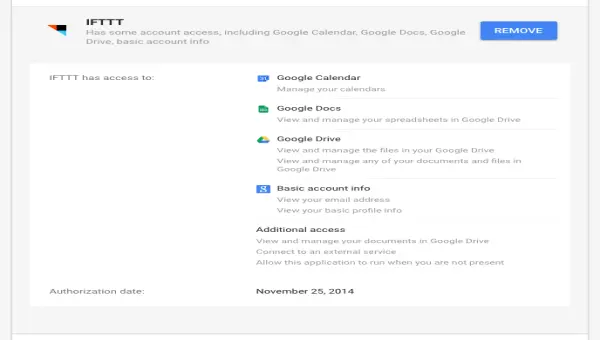 IFTTT
Has some account access, including Google Calendar, Google Docs, Google
Drive, basic account info
REMOVE
IFTTT has access to:
Google Calendar
Manage your calendars
Google Docs
View and manage your spreadsheets in Google Drive
Google Drive
View and manage the files in your Google Drive
View and manage any of your documents and files in
Google Drive
Basic account info
View your email address
View your basic profile info
Additional access
View and manage your documents in Google Drive
Connect to an external service
Allow this application to run when you are not present
Authorization date:
November 25, 2014